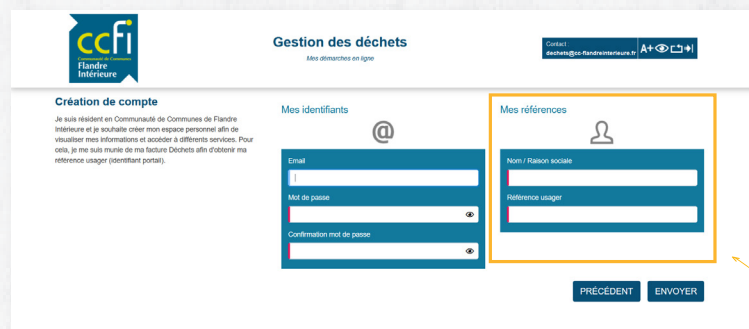 ccfi
Communauté de Communes
Flandre
Intérieure
Gestion des déchets
Mes démarches en ligne
Contact :
dechets@cc-flandreinterieure.fr
A+
Création de compte
Je suis résident en Communauté de Communes de Flandre
Intérieure et je souhaite créer mon espace personnel afin de
visualiser mes informations et accéder à différents services. Pour
cela, je me suis munie de ma facture Déchets afin d'obtenir ma
référence usager (identifiant portail).
Mes identifiants
@
Email
Mot de passe
Confirmation mot de passe
Mes références
Nom / Raison sociale
Référence usager
PRÉCÉDENT
ENVOYER